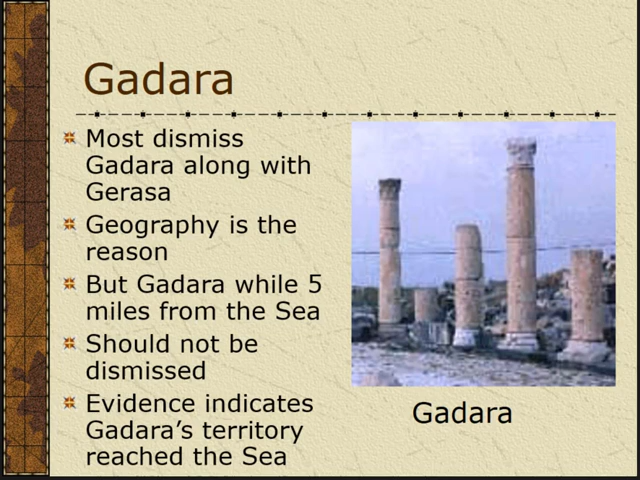 Gadara
Most dismiss
Gadara along with
Gerasa
Geography is the
reason
But Gadara while 5
miles from the Sea
Should not be
dismissed
Evidence indicates
Gadara’s territory
reached the Sea
Gadara